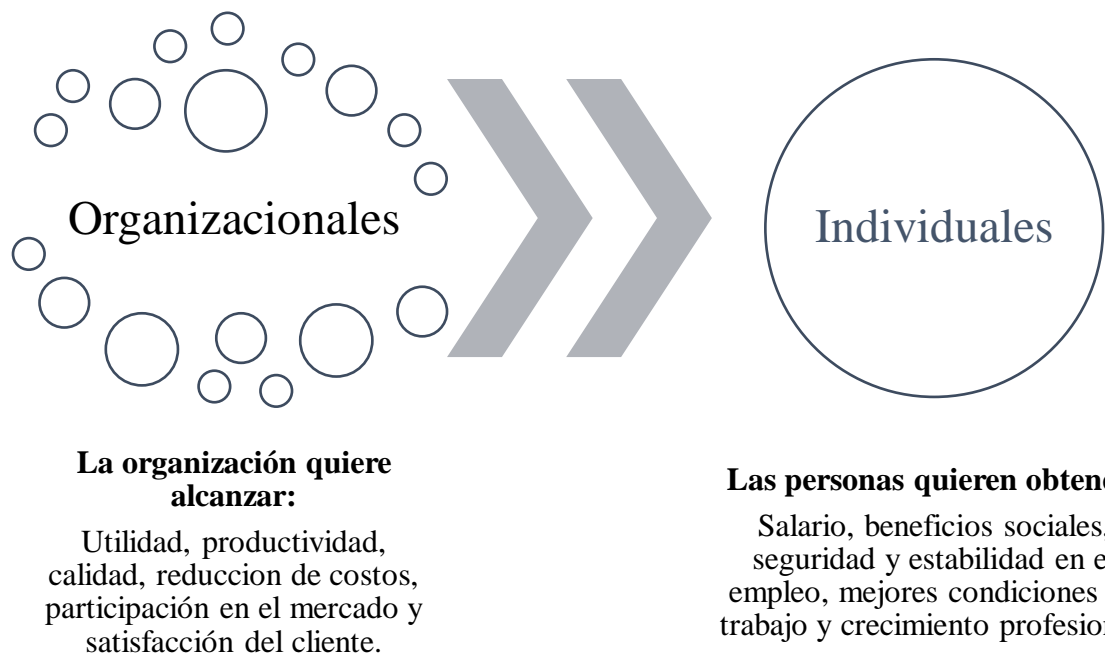 Organizacionales
Individuales
La organización quiere
alcanzar:
Utilidad, productividad,
calidad, reduccion de costos,
participación en el mercado y
satisfacción del cliente.
Las personas quieren
Salario, beneficios sociales,
seguridad y estabilidad en
empleo, mejores condiciones
trabajo y crecimiento